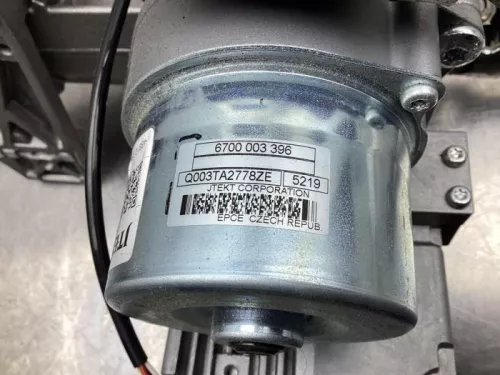 6700 003 396
Q003TA2778ZE 5219
JTEKT CORPORATION
EPCE CZECH REPUB